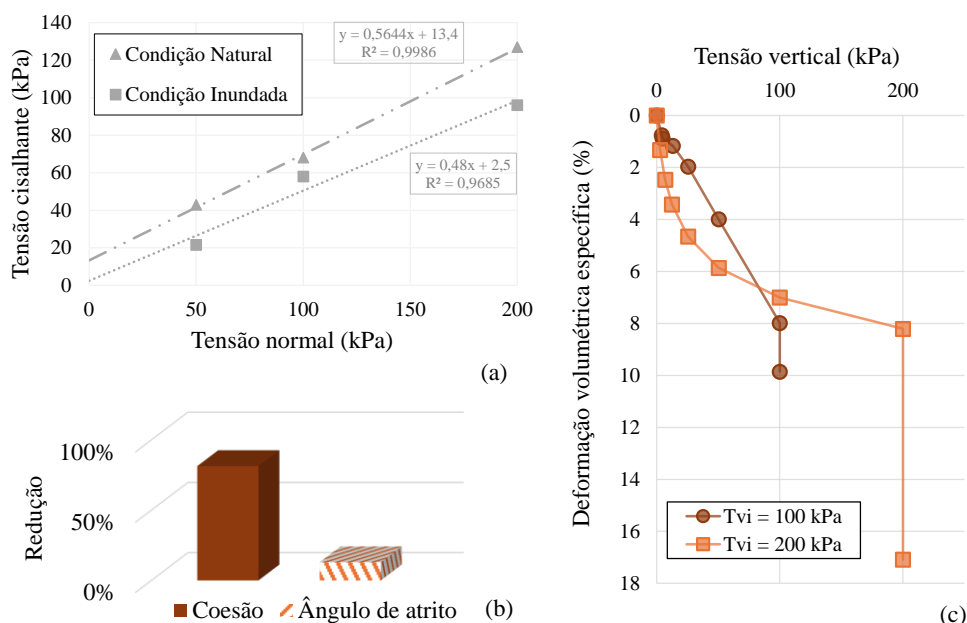 140
120
100
80
60
40
20
0
Tensão cisalhante (kPa)
Condição Natural
Condição Inundada
y = 0,5644x + 13,4
R² = 0,9986
y = 0,48x + 2,5
R² = 0,9685
0 50 100 150 200
Tensão normal (kPa)
(a)
100%
50%
0%
Redução
Coesão Ângulo de atrito
(b)
Tensão vertical (kPa)
0 100 200
0
2
4
6
8
10
12
14
16
18
Deformação volumétrica específica (%)
Tvi = 100 kPa
Tvi = 200 kPa
(c)